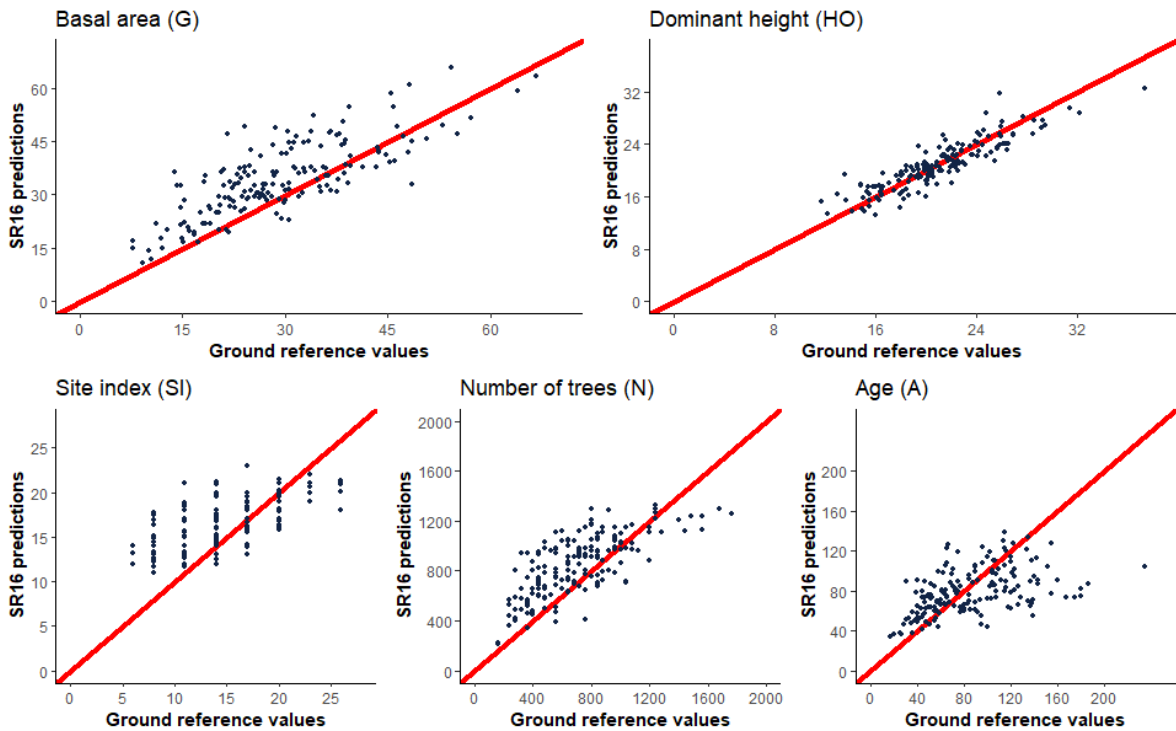 Basal area (G)
SR16 predictions
60
45
30
15
0
0 15 30 45 60
Ground reference values
Dominant height (HO)
SR16 predictions
32
24
16
8
0
0 8 16 24 32
Ground reference values
Site index (SI)
SR16 predictions
25
20
15
10
5
0
0 5 10 15 20 25
Ground reference values
Number of trees (N)
SR16 predictions
2000
1600
1200
800
400
0
0 400 800 1200 1600 2000
Ground reference values
Age (A)
SR16 predictions
200
160
120
80
40
0
0 40 80 120 160 200
Ground reference values